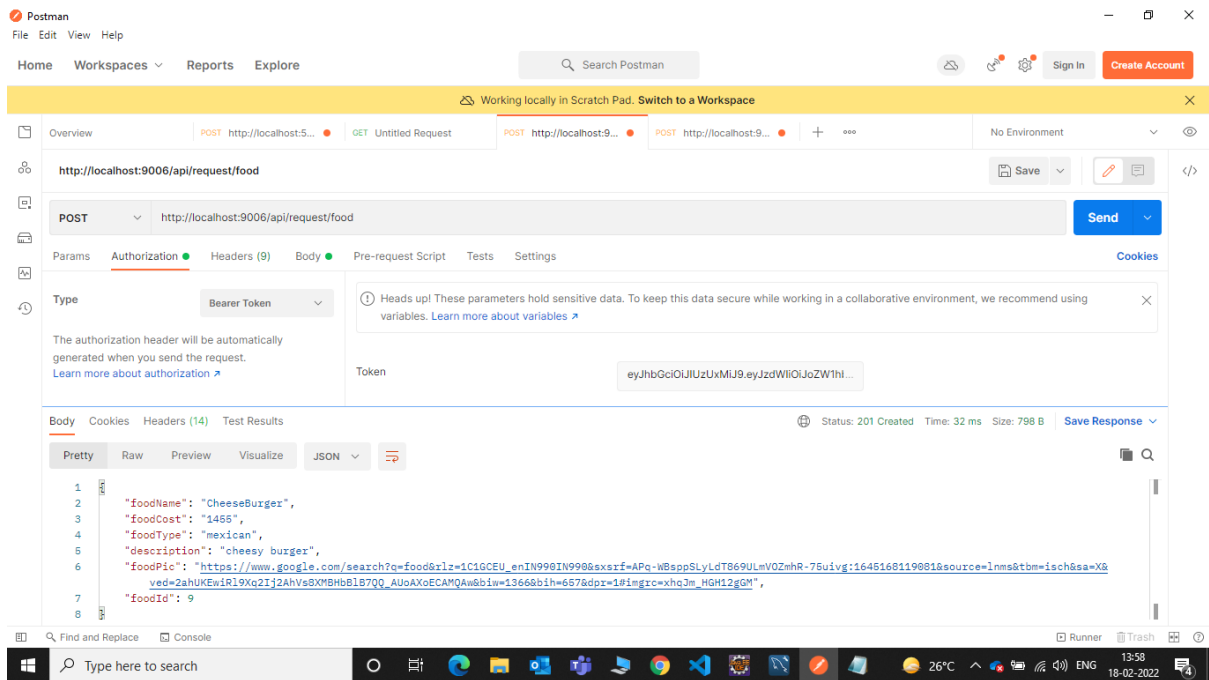 Postman
File Edit View Help
Home Workspaces Reports Explore Search Postman Sign In Create Account
Working locally in Scratch Pad. Switch to a Workspace
Overview POST http://localhost:5... GET Untitled Request POST http://localhost:9... POST http://localhost:9... No Environment
http://localhost:9006/api/request/food Save
POST http://localhost:9006/api/request/food Send
Params Authorization Headers (9) Body Pre-request Script Tests Settings Cookies
Type Bearer Token
Heads up! These parameters hold sensitive data. To keep this data secure while working in a collaborative environment, we recommend using
variables. Learn more about variables
The authorization header will be automatically
generated when you send the request.
Learn more about authorization
Token eyJhbGciOiJIUzUxMiJ9.eyJzdWIiOiJoZW1hI...
Body Cookies Headers (14) Test Results Status: 201 Created Time: 32 ms Size: 798 B Save Response
Pretty Raw Preview Visualize JSON
1 {
2 "foodName": "CheeseBurger",
3 "foodCost": "1455",
4 "foodType": "mexican",
5 "description": "cheesy burger",
6 "foodPic": "https://www.google.com/search?q=food&rlz=1C1GCEU_enIN990IN990&sxsrf=APq-WBsppSLyLdT869ULmVOZmhR-75uivg:1645168119081&source=lnms&tbm=isch&sa=X&
ved=2ahUKEwiRl9Xq2Ij2AhVs8XMBHbBlB7QQ_AUoAXoECAMQAw&biw=1366&bih=657&dpr=1#imgrc=xhqJm_HGH12gGM",
7 "foodId": 9
8 }
Find and Replace Console Runner Trash
Type here to search 26°C ENG 13:58
18-02-2022 4